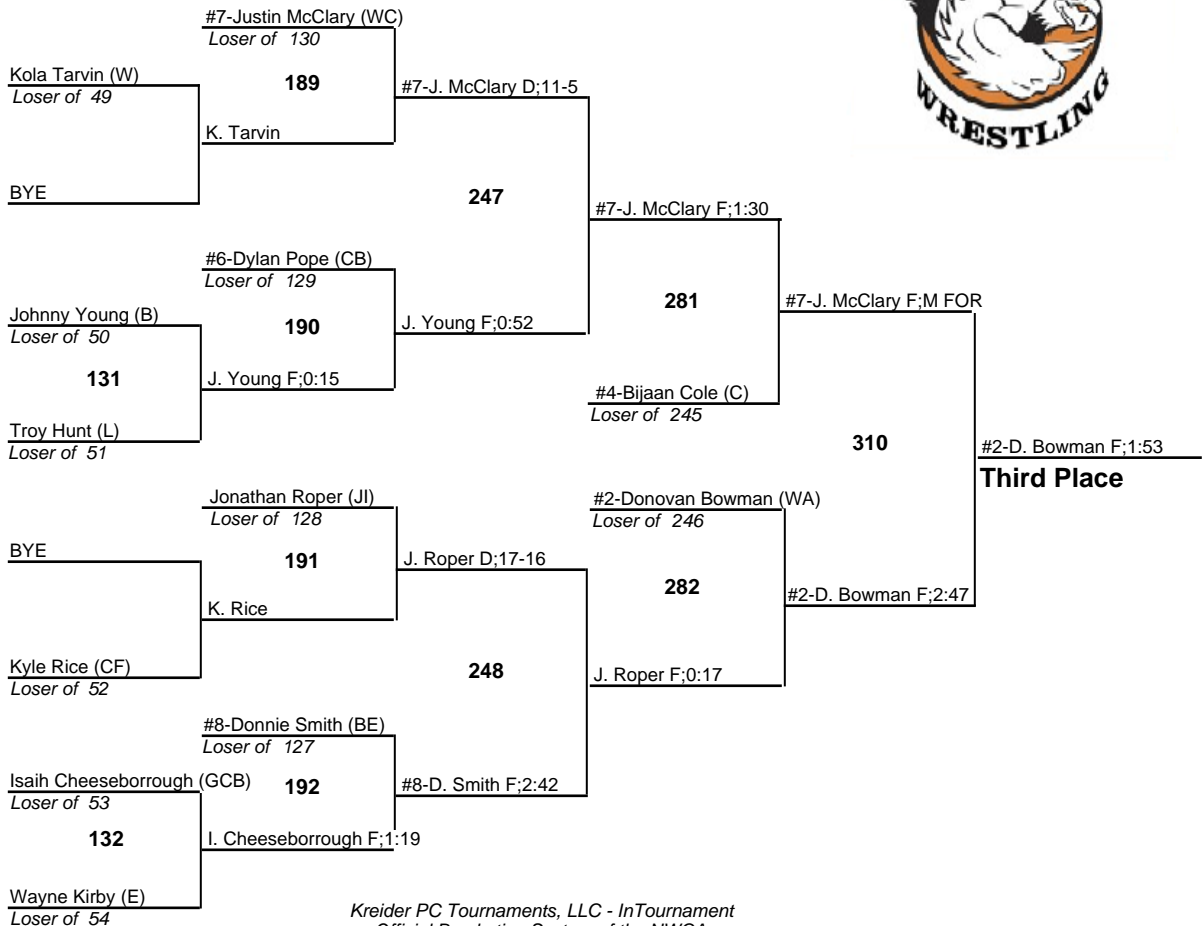 #7-Justin McClary (WC)
Loser of 130
Kola Tarvin (W)
Loser of 49
189
#7-J. McClary D;11-5
K. Tarvin
BYE
247
#7-J. McClary F;1:30
#6-Dylan Pope (CB)
Loser of 129
Johnny Young (B)
Loser of 50
190
J. Young F;0:52
281
#7-J. McClary F;M FOR
131
J. Young F;0:15
#4-Bijaan Cole (C)
Loser of 245
Troy Hunt (L)
Loser of 51
310
#2-D. Bowman F;1:53
Third Place
Jonathan Roper (JI)
Loser of 128
#2-Donovan Bowman (WA)
Loser of 246
BYE
191
J. Roper D;17-16
282
#2-D. Bowman F;2:47
K. Rice
Kyle Rice (CF)
Loser of 52
248
J. Roper F;0:17
#8-Donnie Smith (BE)
Loser of 127
Isaih Cheeseborrough (GCB)
Loser of 53
192
#8-D. Smith F;2:42
132
I. Cheeseborrough F;1:19
Wayne Kirby (E)
Loser of 54
Kreider PC Tournaments, LLC - InTournament
WRESTLING